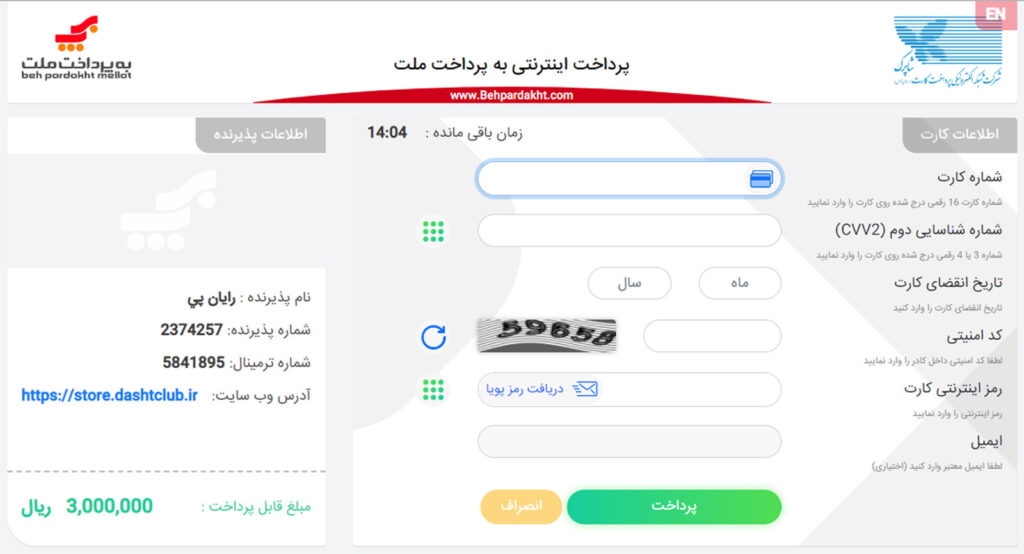 EN
شاپرک
شرکت شبکه الکترونیکی پرداخت کارت
پرداخت اینترنتی به پرداخت ملت
www.Behpardakht.com
به پرداخت ملت
beh pardakht mellat
اطلاعات کارت
زمان باقی مانده : 14:04
شماره کارت
شماره کارت 16 رقمی درج شده روی کارت را وارد نمایید
شماره شناسایی دوم (CVV2)
شماره 3 یا 4 رقمی درج شده روی کارت را وارد نمایید
تاریخ انقضای کارت
ماه
سال
تاریخ انقضای کارت را وارد کنید
کد امنیتی
59658
لطفا کد امنیتی داخل کادر را وارد نمایید
رمز اینترنتی کارت
دریافت رمز پویا
رمز اینترنتی را وارد نمایید
ایمیل
لطفا ایمیل معتبر وارد کنید (اختیاری)
پرداخت
انصراف
اطلاعات پذیرنده
نام پذیرنده : رایان پي
شماره پذیرنده: 2374257
شماره ترمینال: 5841895
آدرس وب سایت: https://store.dashtclub.ir
مبلغ قابل پرداخت : 3,000,000 ریال